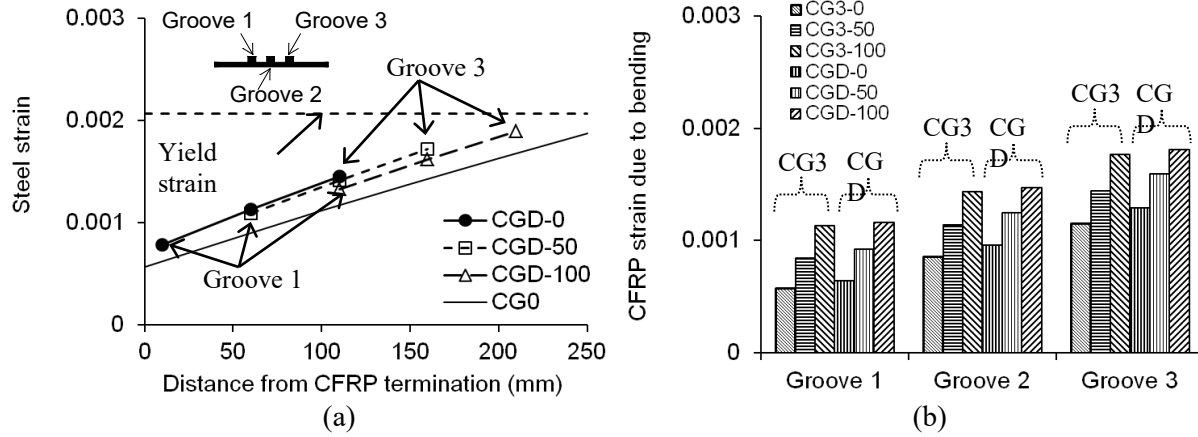 0.003
Groove 1
Groove 3
Groove 2
Groove 3
0.002
Yield
strain
0.001
Groove 1
0
Steel strain
CGD-0
CGD-50
CGD-100
CG0
0
50
100
150
200
250
Distance from CFRP termination (mm)
(a)
0.003
0.002
0.001
0
CFRP strain due to bending
CG3-0
CG3-50
CG3-100
CGD-0
CGD-50
CGD-100
CG3
CG
D
CG3
CG
D
CG3
CG
D
Groove 1
Groove 2
Groove 3
(b)